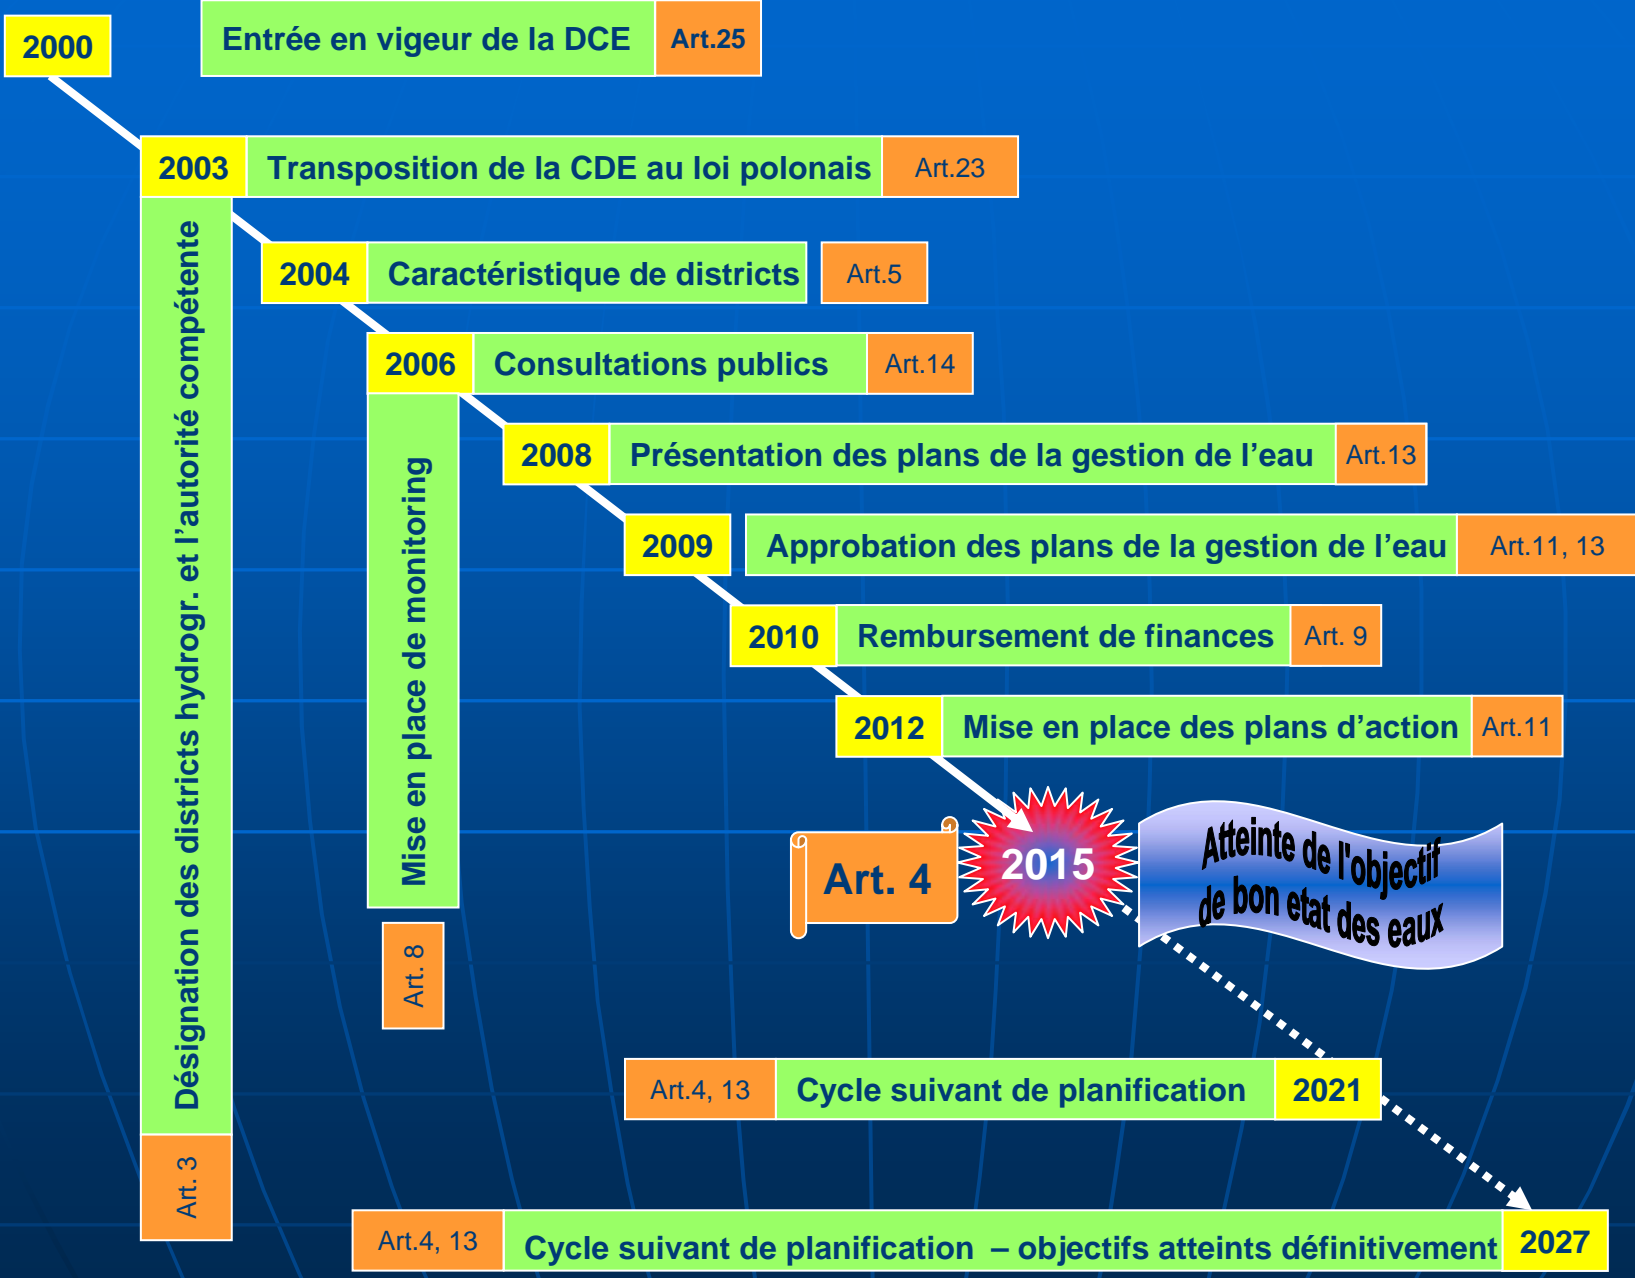 2000
Entrée en vigeur de la DCE
Art.25
2003
Transposition de la CDE au loi polonais
Art.23
Désignation des districts hydrogr. et l’autorité compétente
Art. 3
2004
Caractéristique de districts
Art.5
2006
Consultations publics
Art.14
Mise en place de monitoring
Art. 8
2008
Présentation des plans de la gestion de l’eau
Art.13
2009
Approbation des plans de la gestion de l’eau
Art.11, 13
2010
Rembursement de finances
Art. 9
2012
Mise en place des plans d’action
Art.11
Art. 4
2015
Atteinte de l'objectif
de bon etat des eaux
Art.4, 13
Cycle suivant de planification
2021
Art.4, 13
Cycle suivant de planification – objectifs atteints définitivement
2027